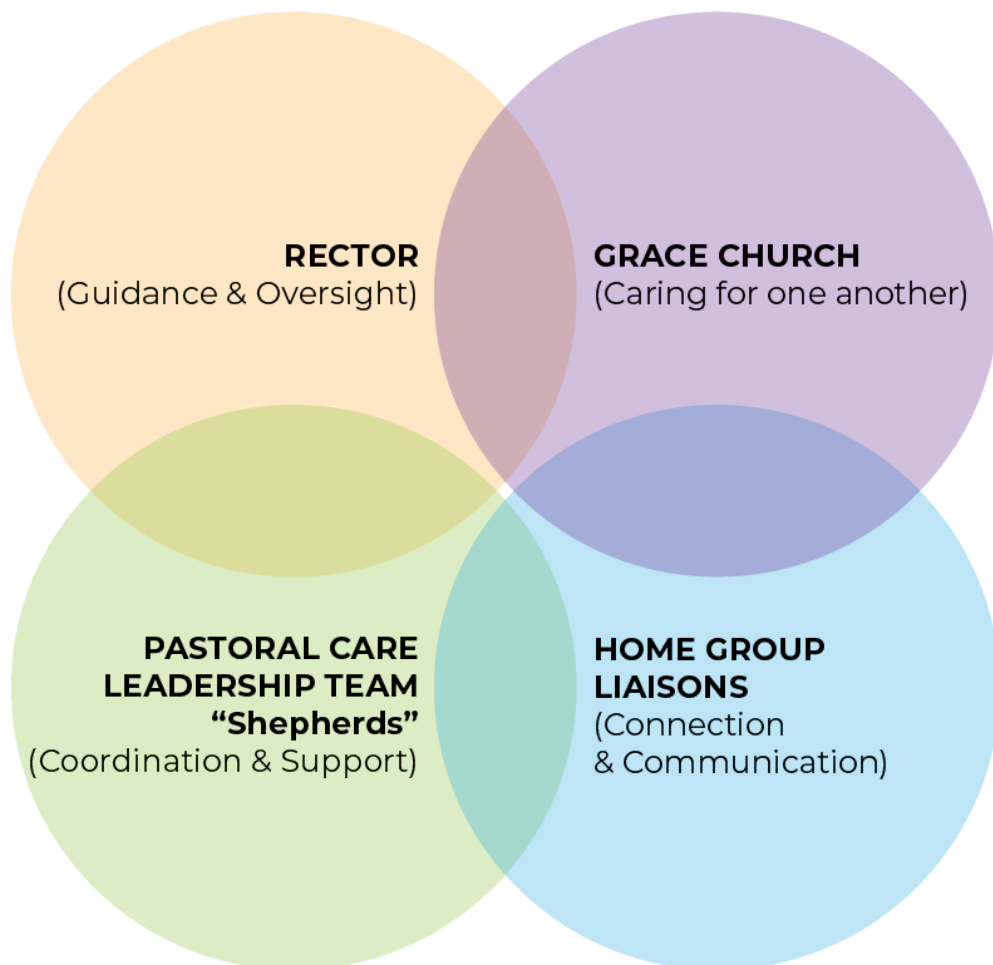 RECTOR
(Guidance & Oversight)
GRACE CHURCH
(Caring for one another)
PASTORAL CARE
LEADERSHIP TEAM
“Shepherds”
(Coordination & Support)
HOME GROUP
LIAISONS
(Connection
& Communication)